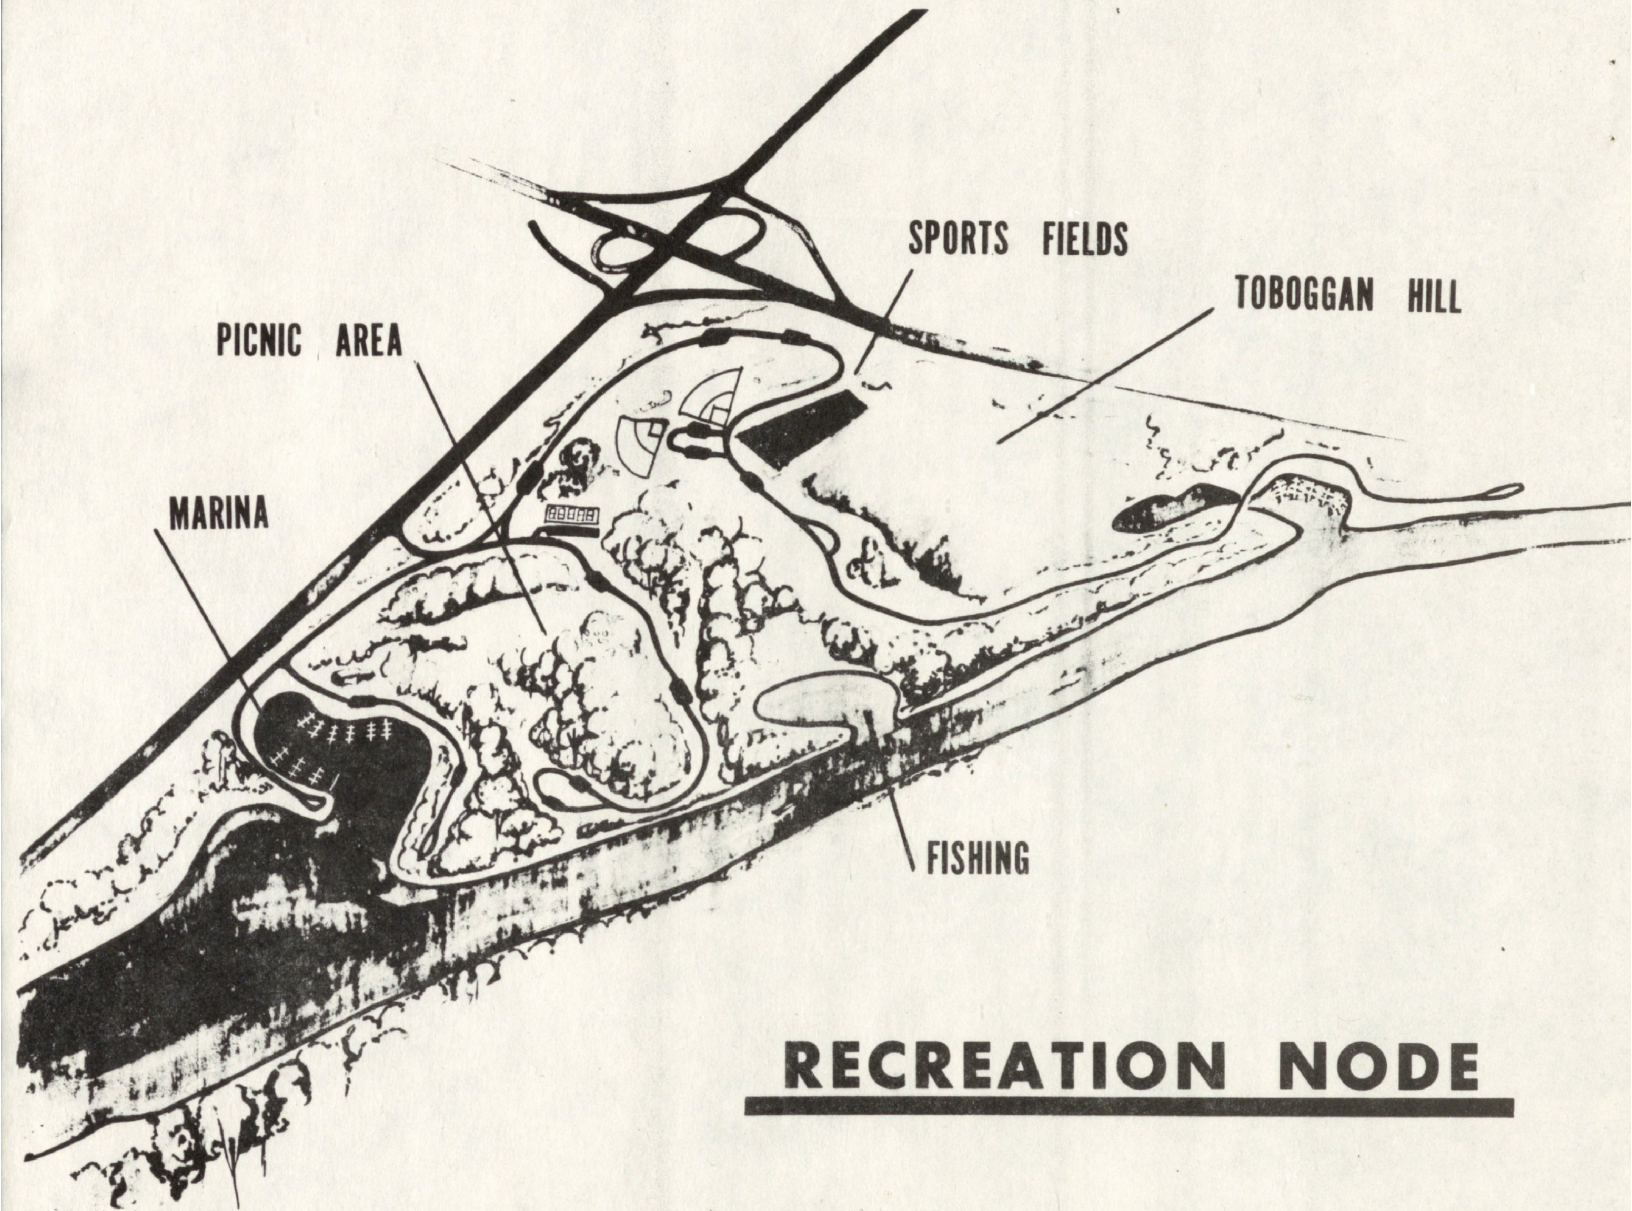 SPORTS FIELDS
TOBOGGAN HILL
PICNIC AREA
MARINA
FISHING
RECREATION NODE